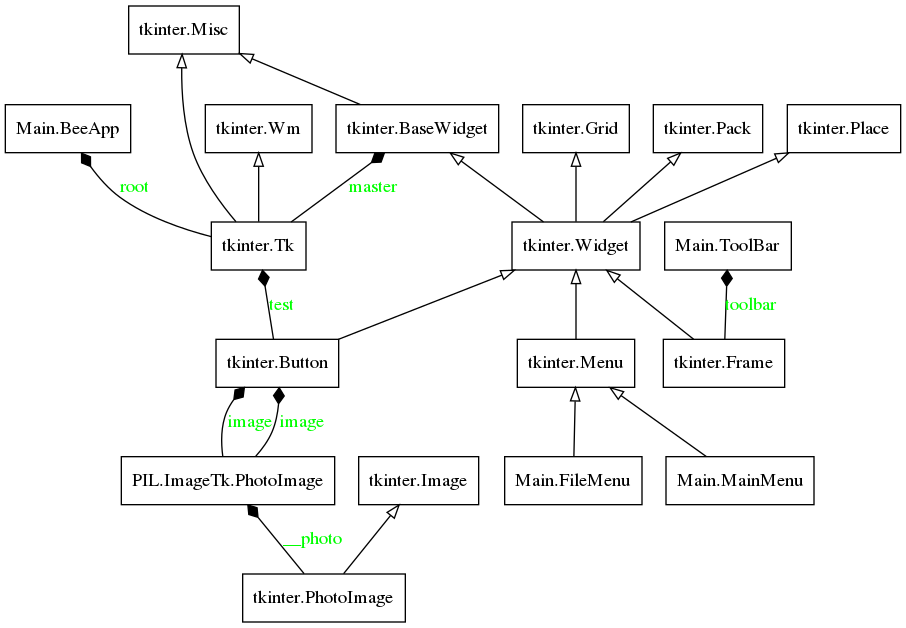 tkinter.Misc
Main.BeeApp
tkinter.Wm
tkinter.BaseWidget
tkinter.Grid
tkinter.Pack
tkinter.Place
root
master
tkinter.Tk
tkinter.Widget
Main.ToolBar
test
toolbar
tkinter.Button
tkinter.Menu
tkinter.Frame
image
image
PIL.ImageTk.PhotoImage
tkinter.Image
Main.FileMenu
Main.MainMenu
__photo
tkinter.PhotoImage